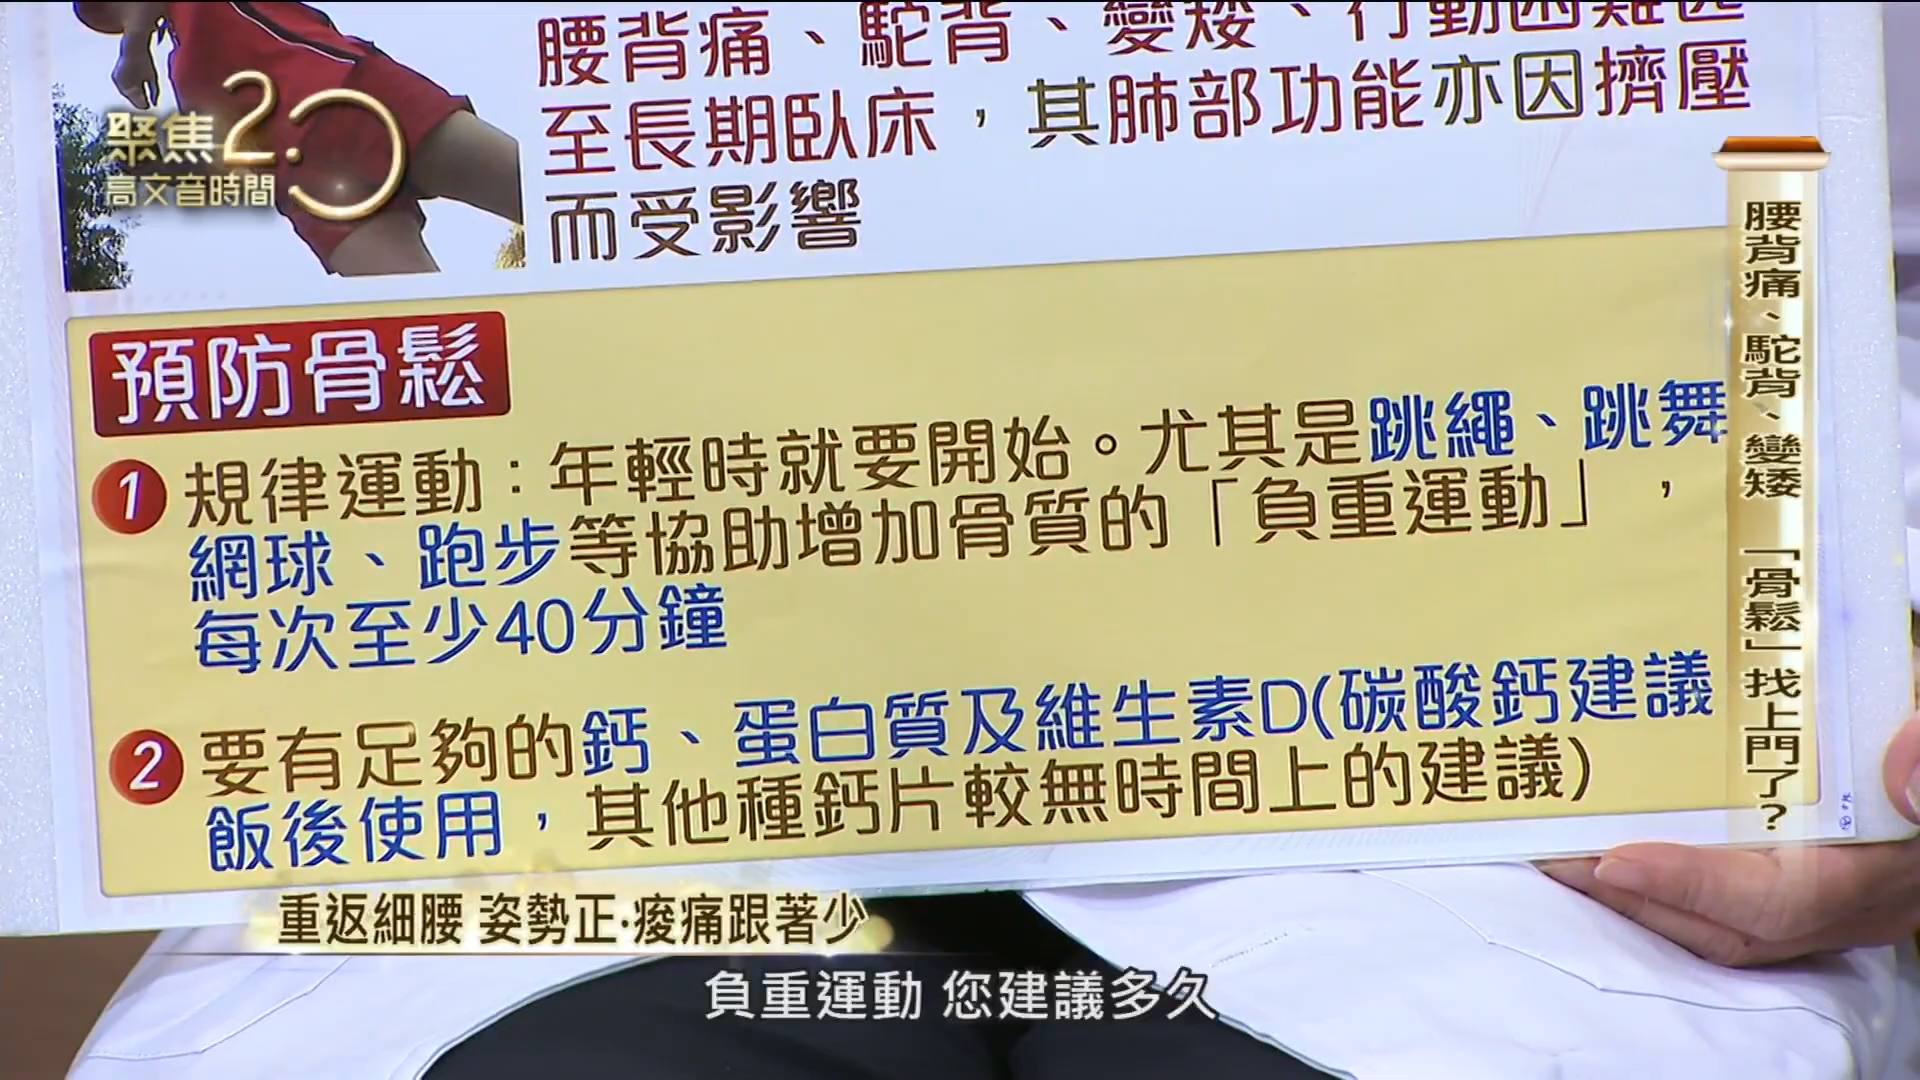 腰背痛、駝背、變矮、行動困難甚
至長期臥床，其肺部功能亦因擠壓
而受影響
聚焦2.0
高文音時間
預防骨鬆
1 規律運動：年輕時就要開始。尤其是跳繩、跳舞
網球、跑步等協助增加骨質的「負重運動」，
每次至少40分鐘
2 要有足夠的鈣、蛋白質及維生素D(碳酸鈣建議
飯後使用，其他種鈣片較無時間上的建議)
腰背痛、駝背、變矮 「骨鬆」找上門了?
重返細腰 姿勢正·痠痛跟著少
負重運動 您建議多久